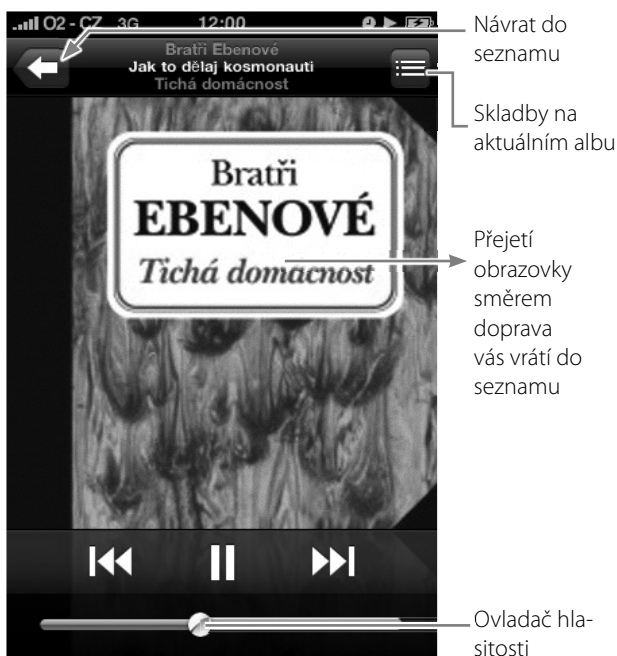 O2 - CZ 3G 12:00
Bratři Ebenové
Jak to dělaj kosmonauti
Tichá domácnost
Bratři
EBENOVÉ
Tichá domácnost
Návrat do
seznamu
Skladby na
aktuálním albu
Přejetí
obrazovky
směrem
doprava
vás vrátí do
seznamu
Ovladač hla-
sitosti